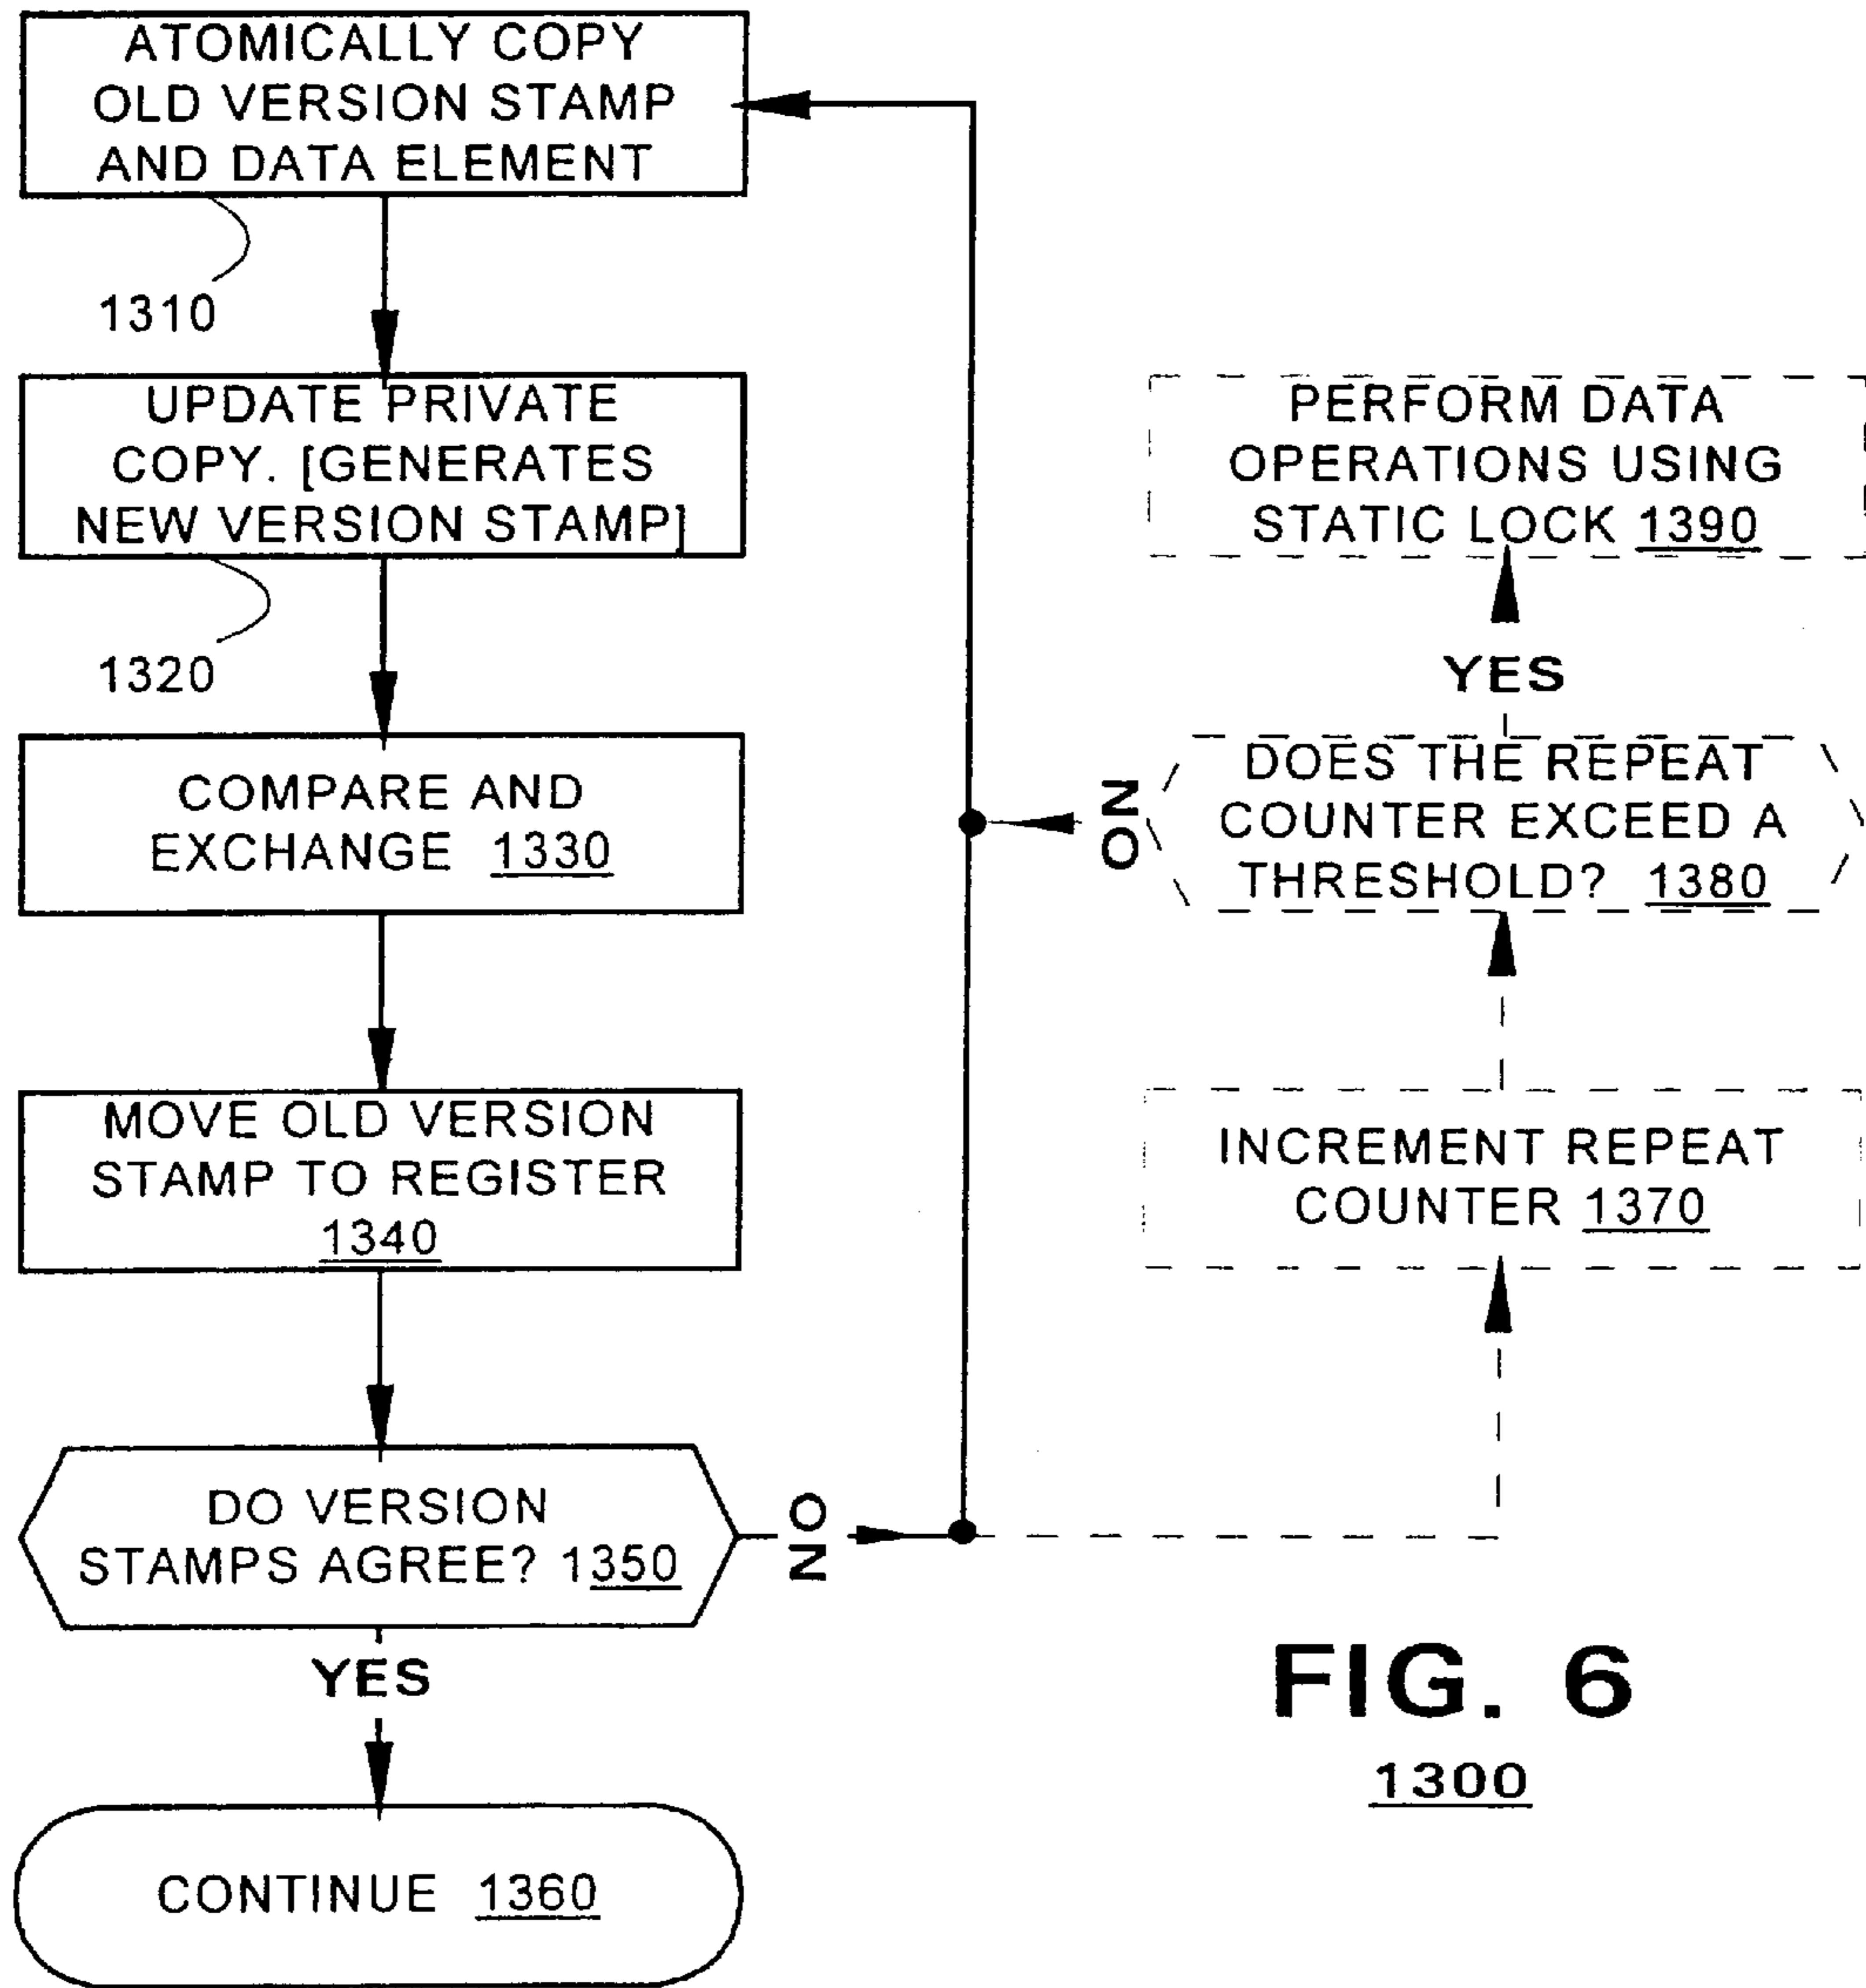 ATOMICALLY COPY
OLD VERSION STAMP
AND DATA ELEMENT
1310
UPDATE PRIVATE
COPY. [GENERATES
NEW VERSION STAMP]
1320
COMPARE AND
EXCHANGE 1330
MOVE OLD VERSION
STAMP TO REGISTER
1340
DO VERSION
STAMPS AGREE? 1350
NO
YES
CONTINUE 1360
PERFORM DATA
OPERATIONS USING
STATIC LOCK 1390
YES
DOES THE REPEAT
COUNTER EXCEED A
THRESHOLD? 1380
NO
INCREMENT REPEAT
COUNTER 1370
FIG. 6
1300